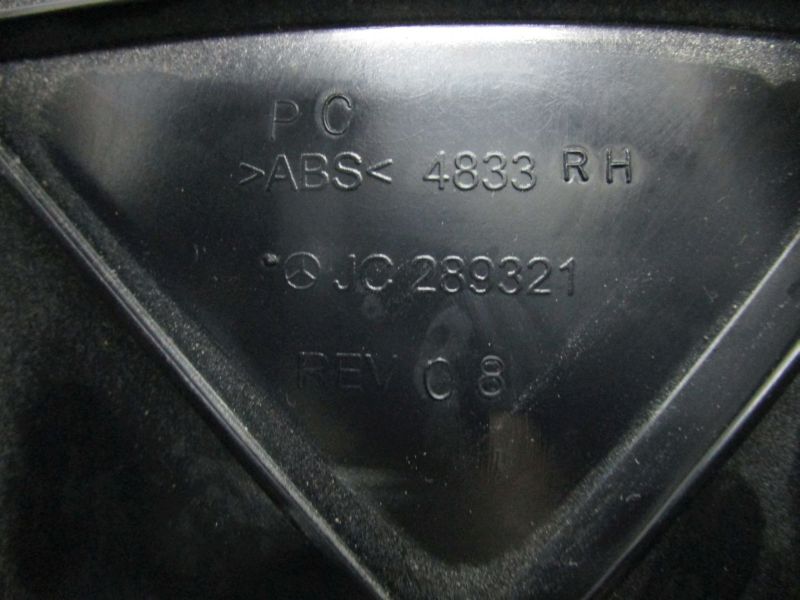 PC
>ABS< 4833 RH
JC 289321
REV C 8